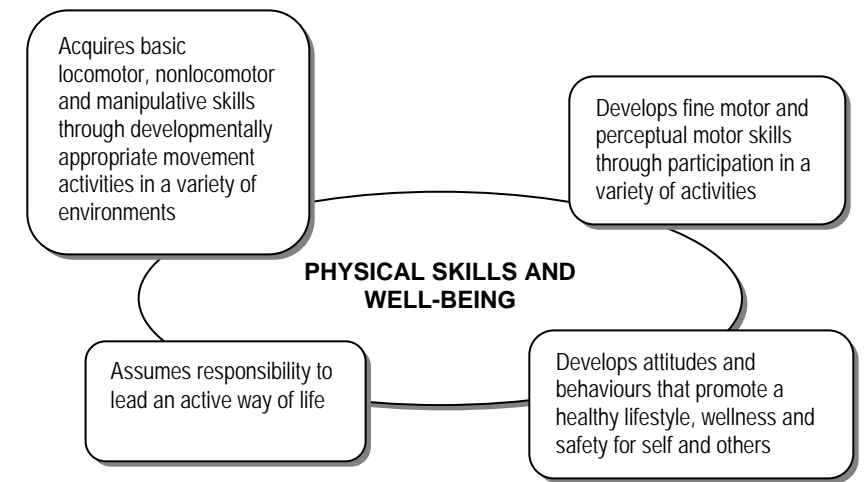 Acquires basic
locomotor, nonlocomotor
and manipulative skills
through developmentally
appropriate movement
activities in a variety of
environments
Develops fine motor and
perceptual motor skills
through participation in a
variety of activities
PHYSICAL SKILLS AND
WELL-BEING
Assumes responsibility to
lead an active way of life
Develops attitudes and
behaviours that promote a
healthy lifestyle, wellness and
safety for self and others